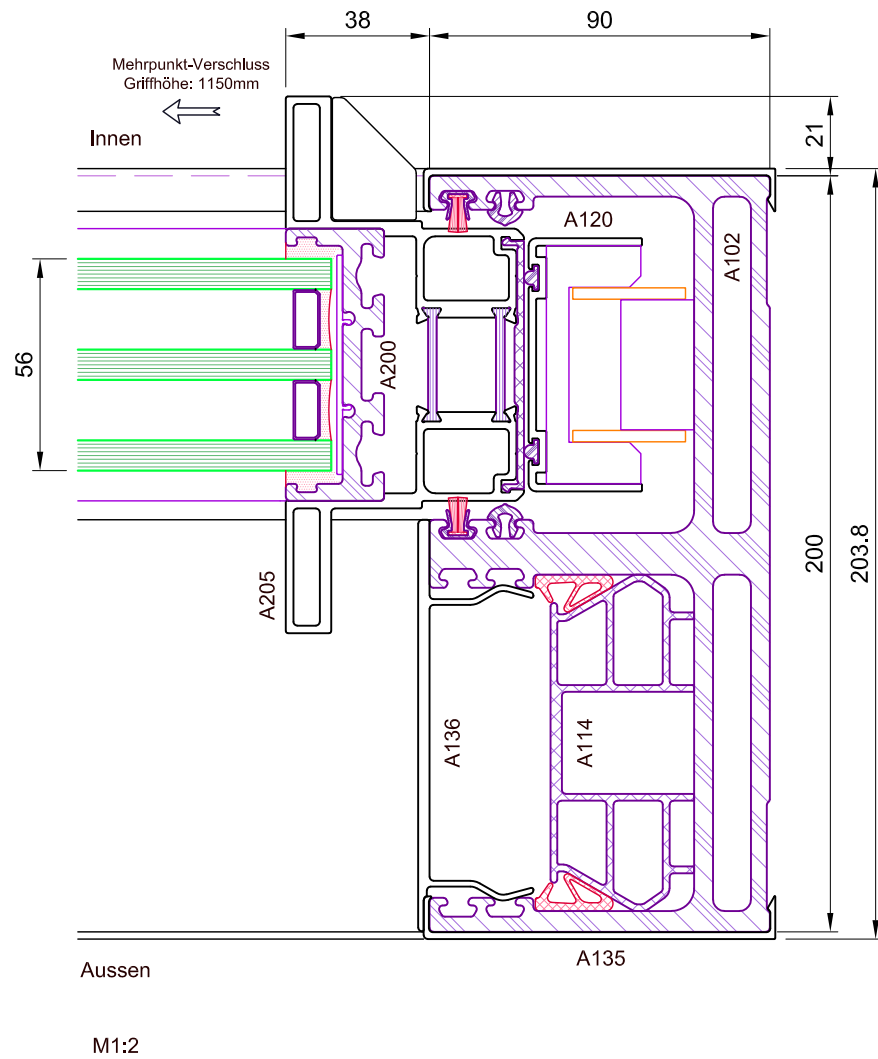 38
90
Mehrpunkt-Verschluss
Griffhöhe: 1150mm
21
Innen
A120
A102
56
A200
200
203.8
A205
A136
A114
A135
Aussen
M1:2